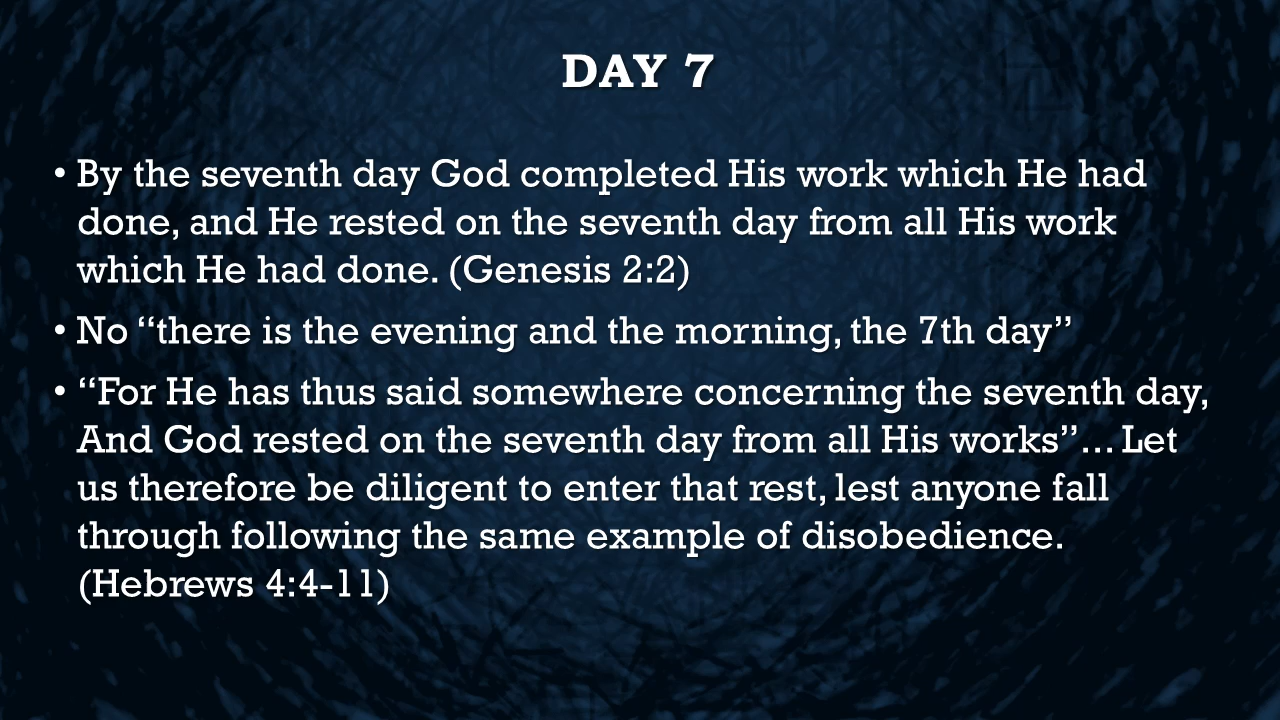 DAY 7
• By the seventh day God completed His work which He had
done, and He rested on the seventh day from all His work
which He had done. (Genesis 2:2)
• No “there is the evening and the morning, the 7th day”
• “For He has thus said somewhere concerning the seventh day,
And God rested on the seventh day from all His works”… Let
us therefore be diligent to enter that rest, lest anyone fall
through following the same example of disobedience.
(Hebrews 4:4-11)